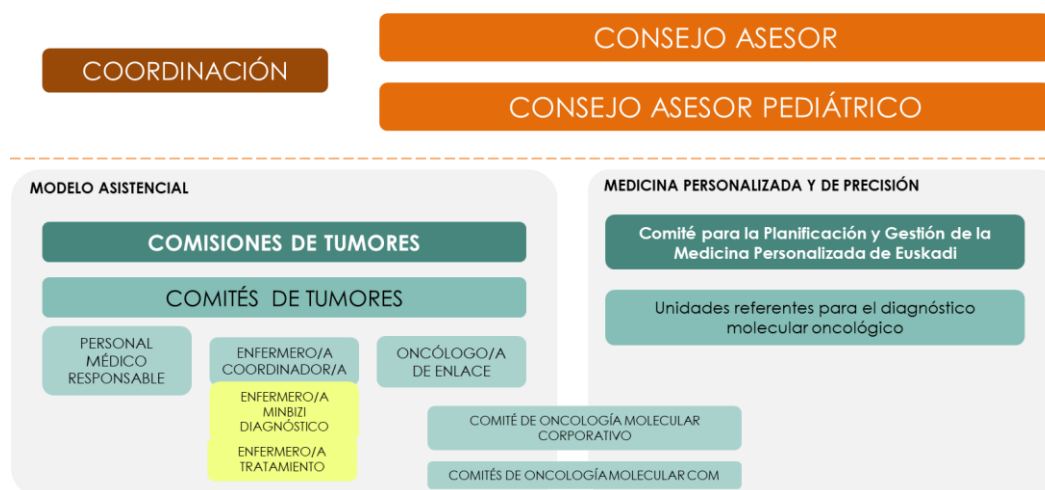 COORDINACIÓN
CONSEJO ASESOR
CONSEJO ASESOR PEDIÁTRICO
MODELO ASISTENCIAL
COMISIONES DE TUMORES
COMITÉS DE TUMORES
PERSONAL
MÉDICO
RESPONSABLE
ENFERMERO/A
COORDINADOR/A
ONCÓLOGO/A
DE ENLACE
ENFERMERO/A
MINBIZI
DIAGNÓSTICO
ENFERMERO/A
TRATAMIENTO
MEDICINA PERSONALIZADA Y DE PRECISIÓN
Comité para la Planificación y Gestión de la
Medicina Personalizada de Euskadi
Unidades referentes para el diagnóstico
molecular oncológico
COMITÉ DE ONCOLOGÍA MOLECULAR
CORPORATIVO
COMITÉS DE ONCOLOGÍA MOLECULAR COM